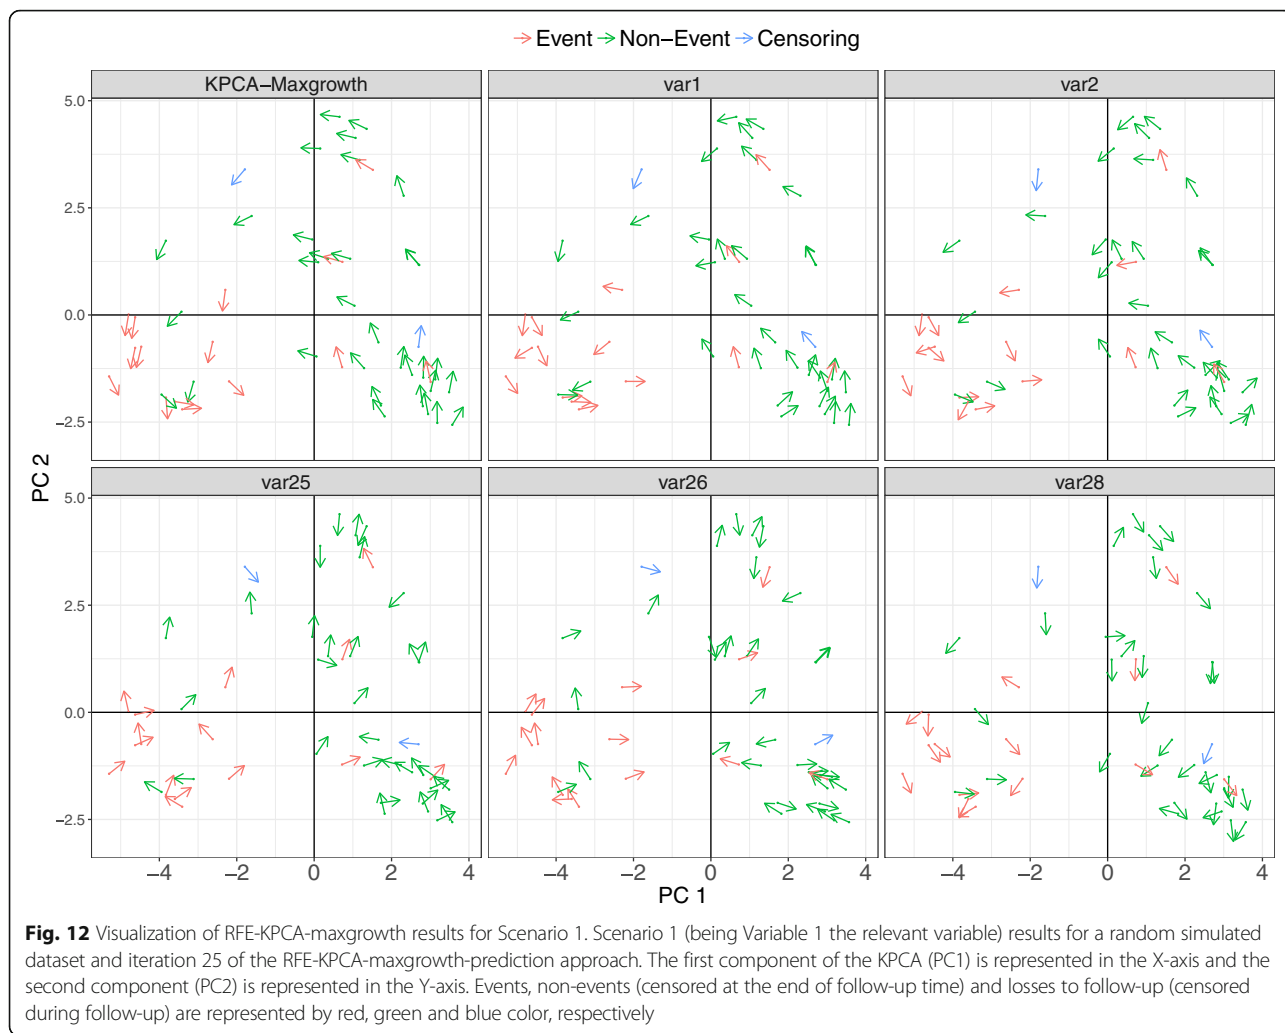 Event Non−Event Censoring
KPCA−Maxgrowth var1 var2
5.0
2.5
0.0
−2.5
PC 2
var25 var26 var28
5.0
2.5
0.0
−2.5
−4 −2 0 2 4 −4 −2 0 2 4 −4 −2 0 2 4
PC 1
Fig. 12 Visualization of RFE-KPCA-maxgrowth results for Scenario 1. Scenario 1 (being Variable 1 the relevant variable) results for a random simulated
dataset and iteration 25 of the RFE-KPCA-maxgrowth-prediction approach. The first component of the KPCA (PC1) is represented in the X-axis and the
second component (PC2) is represented in the Y-axis. Events, non-events (censored at the end of follow-up time) and losses to follow-up (censored
during follow-up) are represented by red, green and blue color, respectively